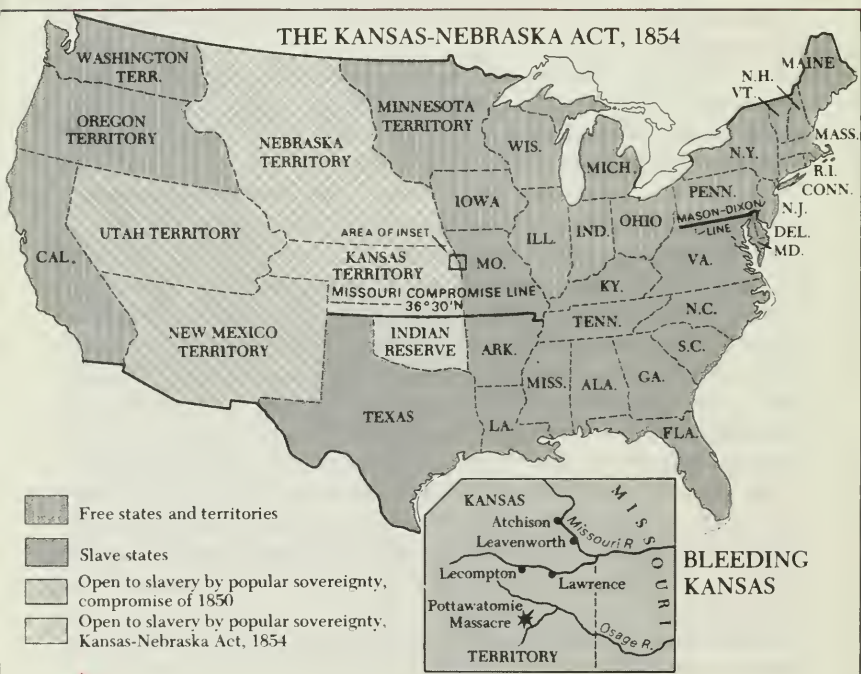 THE KANSAS-NEBRASKA ACT, 1854
WASHINGTON
TERR.
OREGON
TERRITORY
NEBRASKA
TERRITORY
MINNESOTA
TERRITORY
WIS.
MICH.
MAINE
N.H.
VT.
MASS.
N.Y.
R.I.
CONN.
PENN.
N.J.
MASON-DIXON
LINE
DEL.
MD.
IOWA
ILL.
IND.
OHIO
UTAH TERRITORY
CAL.
AREA OF INSET
KANSAS
TERRITORY
MO.
VA.
KY.
MISSOURI COMPROMISE LINE
36°30'N
NEW MEXICO
TERRITORY
INDIAN
RESERVE
ARK.
TENN.
N.C.
S.C.
MISS.
ALA.
GA.
TEXAS
LA.
FLA.
Free states and territories
Slave states
Open to slavery by popular sovereignty,
compromise of 1850
Open to slavery by popular sovereignty,
Kansas-Nebraska Act, 1854
KANSAS
MISSOURI
Atchison
Missouri R.
Leavenworth
Lecompton
Lawrence
Pottawatomie
Massacre
Osage R.
TERRITORY
BLEEDING
KANSAS